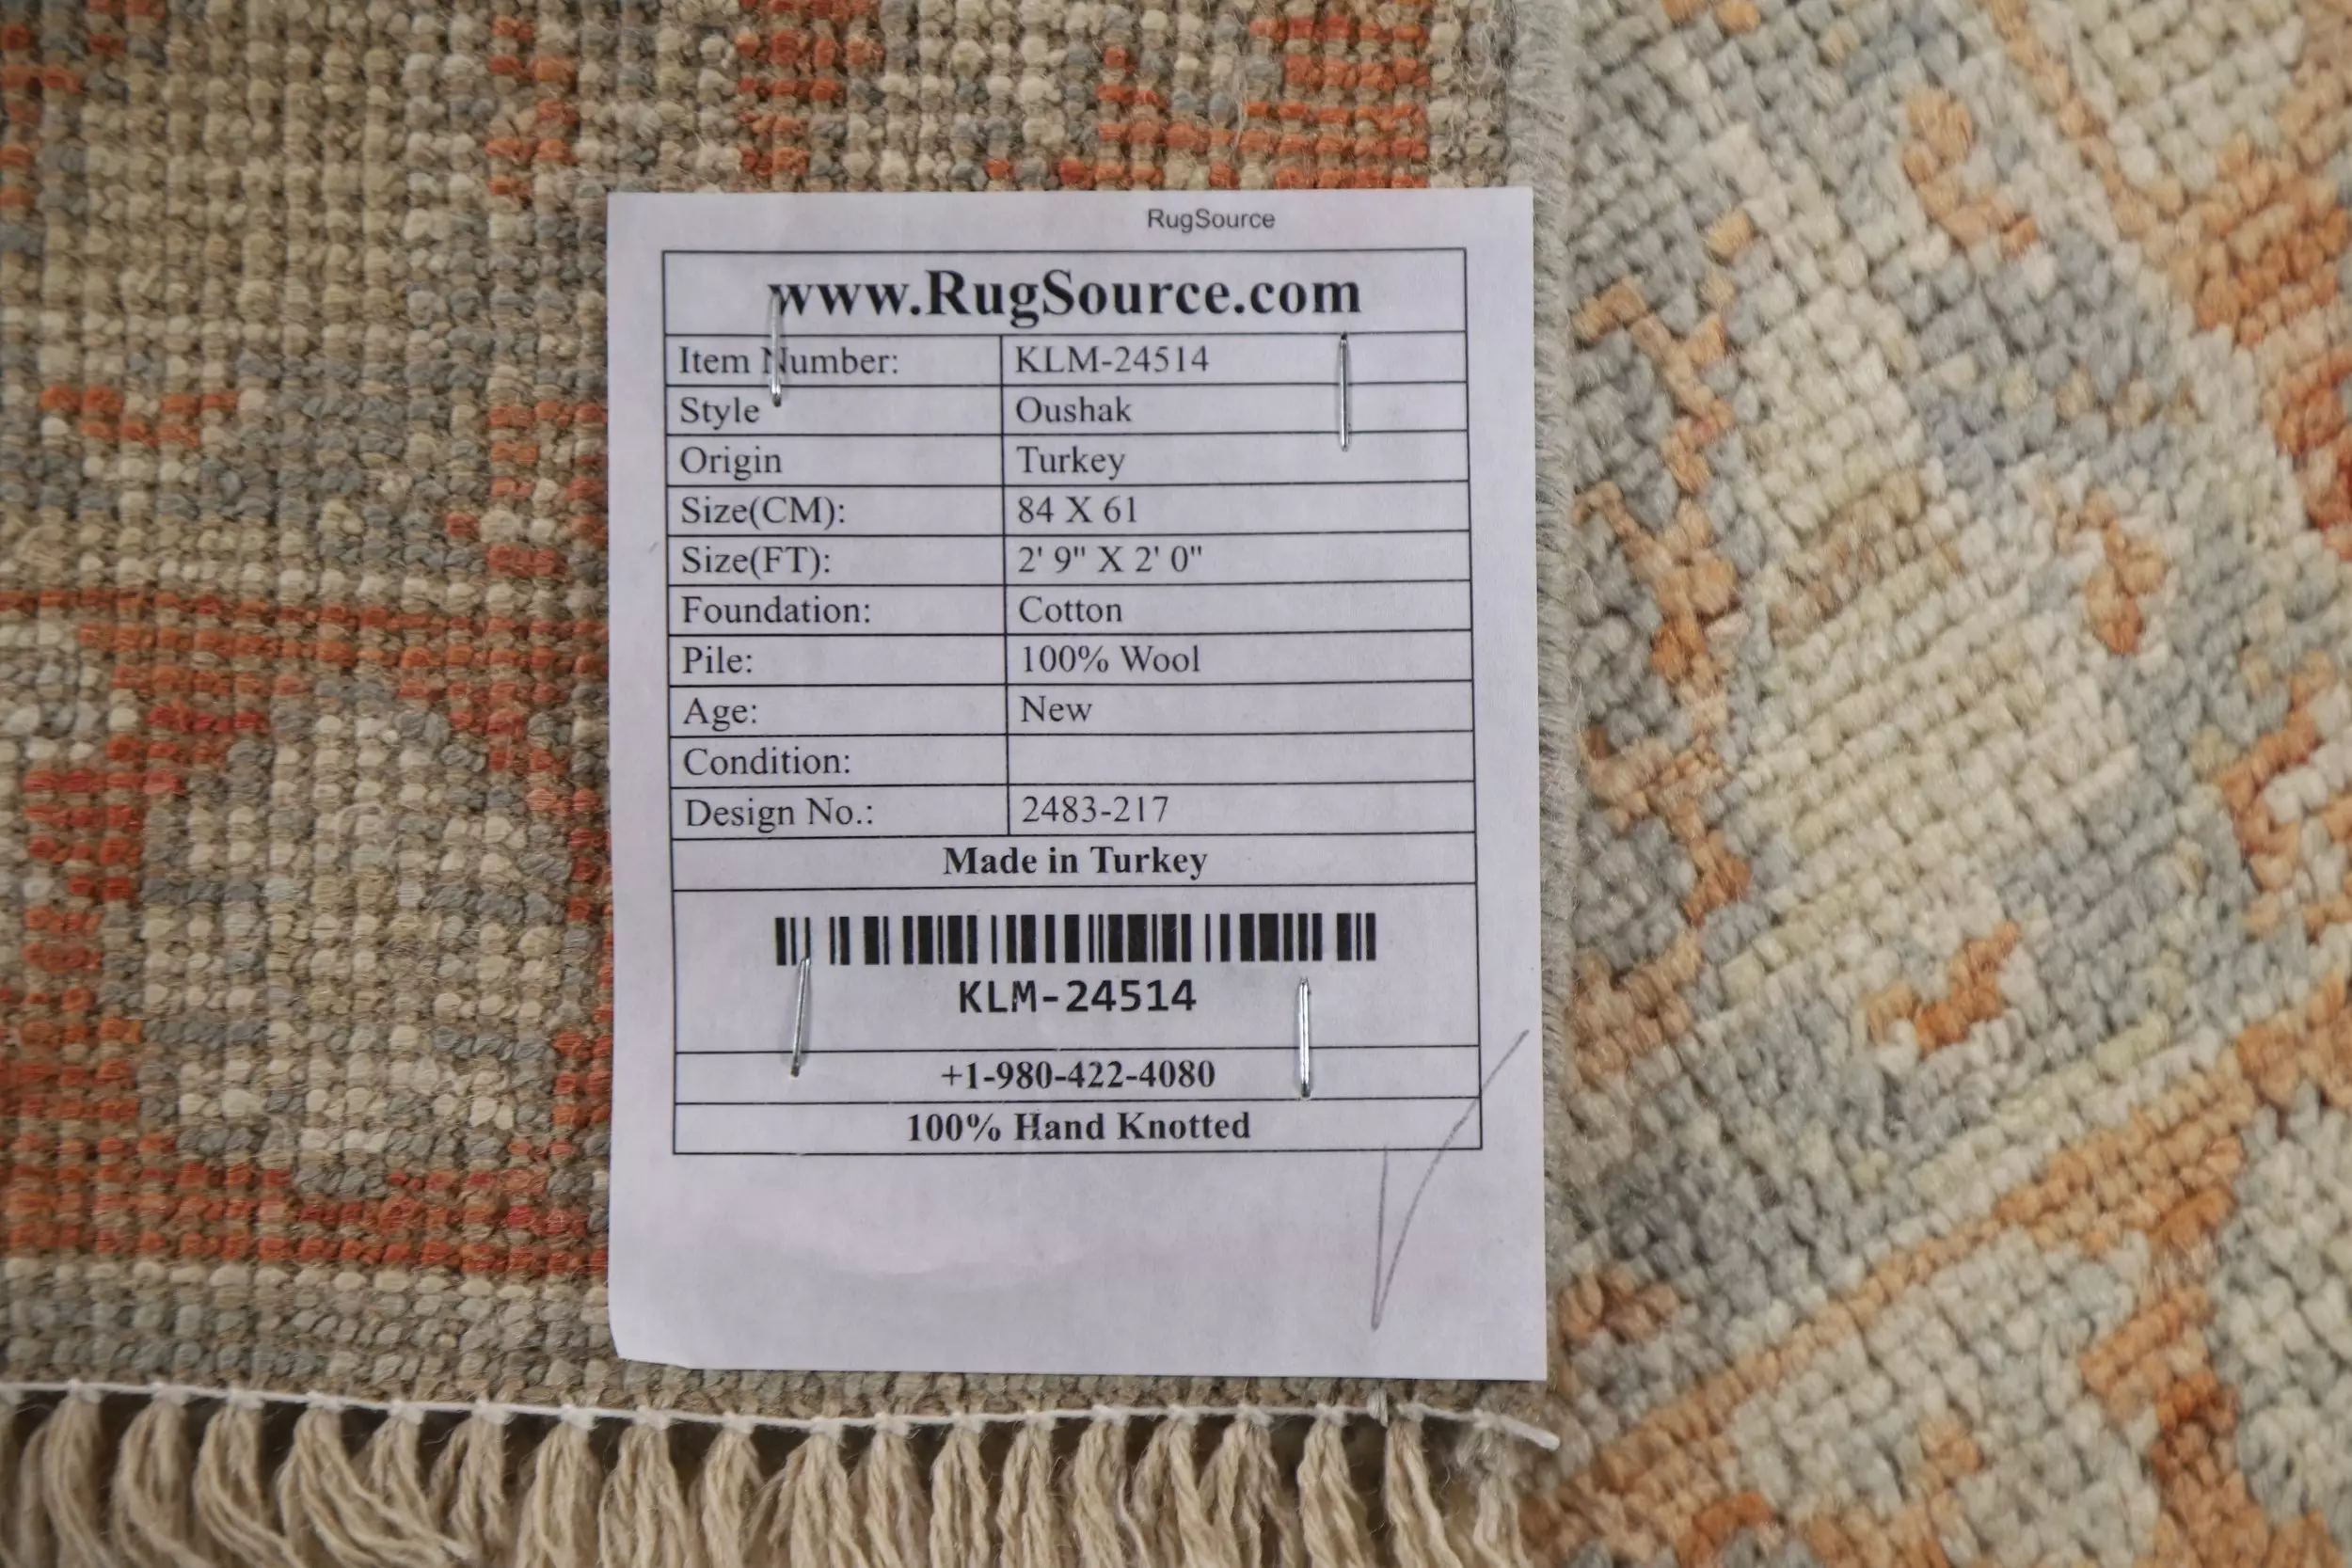 RugSource
www.RugSource.com
Item Number: KLM-24514
Style Oushak
Origin Turkey
Size(CM): 84 X 61
Size(FT): 2' 9" X 2' 0"
Foundation: Cotton
Pile: 100% Wool
Age: New
Condition:
Design No.: 2483-217
Made in Turkey
KLM-24514
+1-980-422-4080
100% Hand Knotted